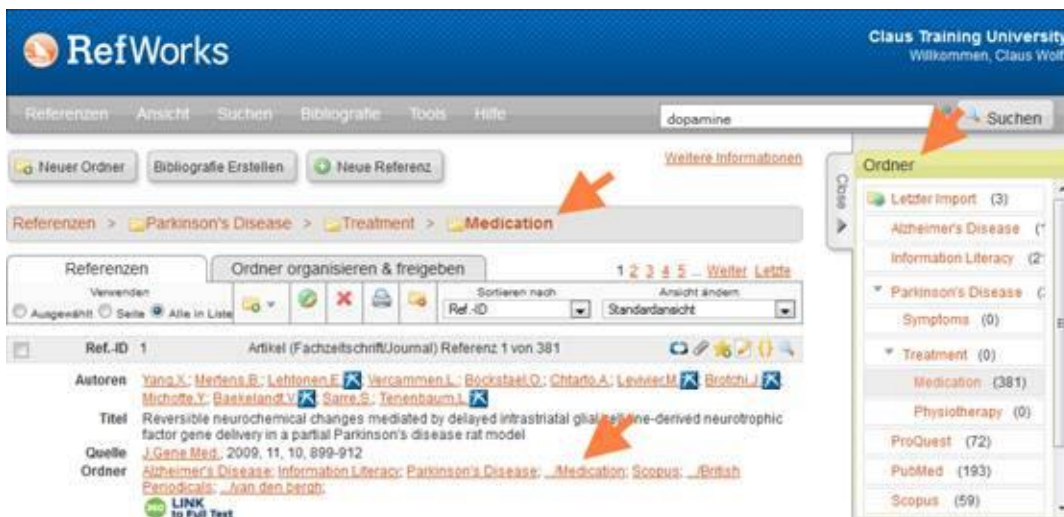 RefWorks
Claus Training University
Willkommen, Claus Wolf
Referenzen Ansicht Suchen Bibliografie Tools Hilfe
dopamine
Suchen
Neuer Ordner Bibliografie Erstellen Neue Referenz
Weitere Informationen
Referenzen > Parkinson's Disease > Treatment > Medication
Referenzen Ordner organisieren & freigeben
1 2 3 4 5 ... Weiter Letzte
Verwenden
Ausgewählt Seite Alle in Liste
Sortieren nach
Ref.-ID
Ansicht ändern
Standardansicht
Ref.-ID 1 Artikel (Fachzeitschrift/Journal) Referenz 1 von 381
Autoren Yang,X.; Mertens,B.; Lehtonen,E.; Vercammen,L.; Bockstael,O.; Chtarto,A.; Levivier,M.; Brotchi,J.;
Michotte,Y.; Baekelandt,V.; Sarre,S.; Tenenbaum,L.
Titel Reversible neurochemical changes mediated by delayed intrastriatal glial cell line-derived neurotrophic
factor gene delivery in a partial Parkinson's disease rat model
Quelle J.Gene Med., 2009, 11, 10, 899-912
Ordner Alzheimer's Disease; Information Literacy; Parkinson's Disease; .../Medication; Scopus; .../British
Periodicals; .../van den bergh;
LINK
to Full Text
Close
Ordner
Letzter Import (3)
Alzheimer's Disease
Information Literacy
Parkinson's Disease
Symptoms (0)
Treatment (0)
Medication (381)
Physiotherapy (0)
ProQuest (72)
PubMed (193)
Scopus (59)